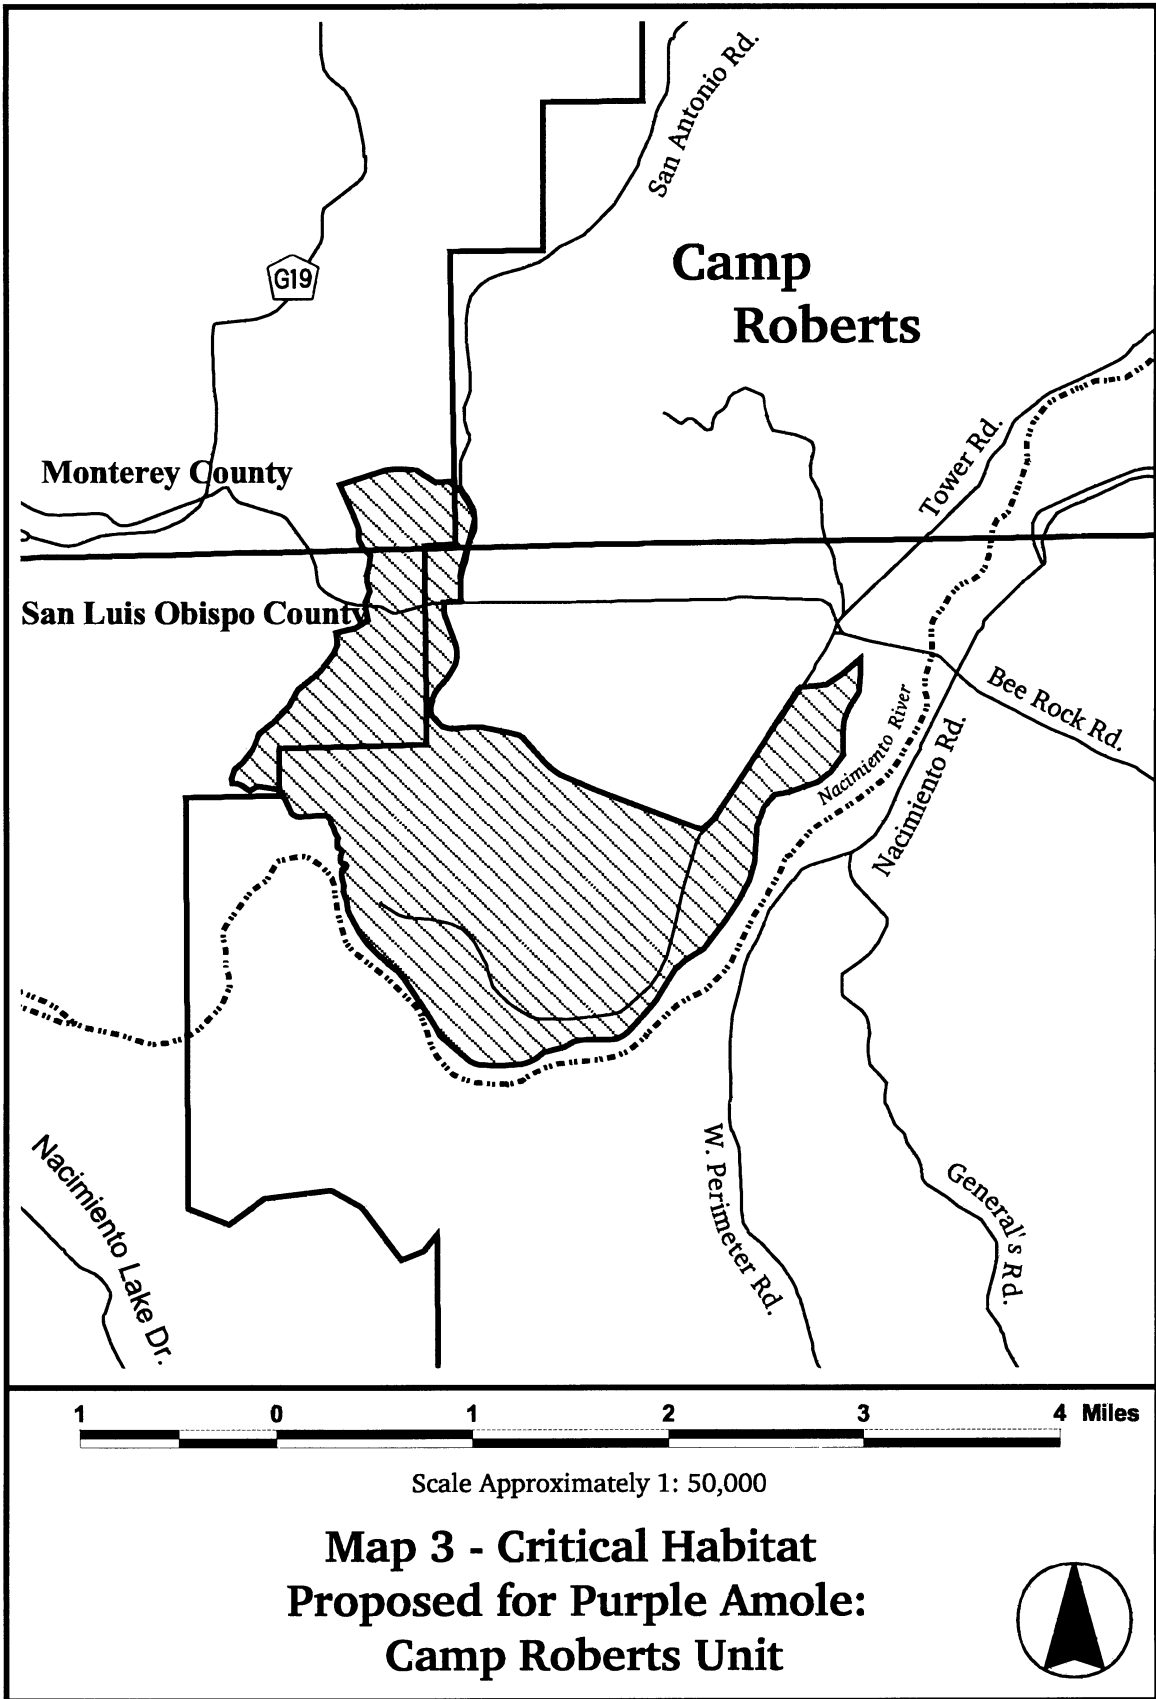 San Antonio Rd.
Camp
Roberts
G19
Tower Rd.
Monterey County
San Luis Obispo County
Bee Rock Rd.
Nacimiento River
Nacimiento Rd.
W. Perimeter Rd.
General's Rd.
Nacimiento Lake Dr.
1 0 1 2 3 4 Miles
Scale Approximately 1: 50,000
Map 3 - Critical Habitat
Proposed for Purple Amole:
Camp Roberts Unit